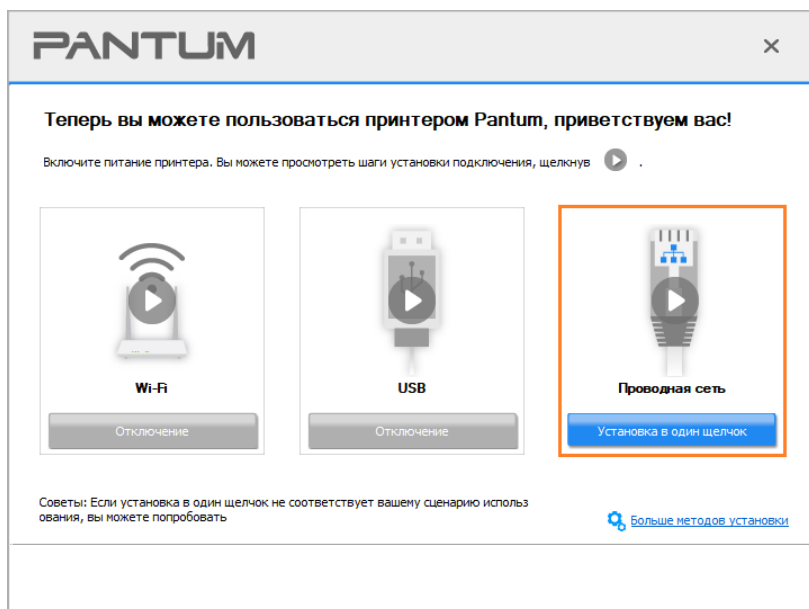 PANTUM
Теперь вы можете пользоваться принтером Pantum, приветствуем вас!
Включите питание принтера. Вы можете просмотреть шаги установки подключения, щелкнув .
Wi-Fi
USB
Проводная сеть
Отключение
Отключение
Установка в один щелчок
Советы: Если установка в один щелчок не соответствует вашему сценарию использ
ования, вы можете попробовать
Больше методов установки